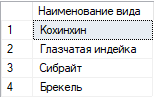 Наименование вида
1 Кохинхин
2 Глазчатая индейка
3 Сибрайт
4 Брекель